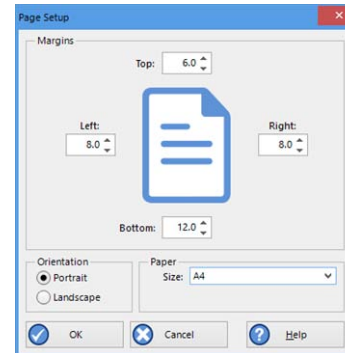 Page Setup
Margins
Top: 6.0
Left: Right:
8.0 8.0
Bottom: 12.0
Orientation Paper
Portrait Size: A4
Landscape
OK Cancel Help